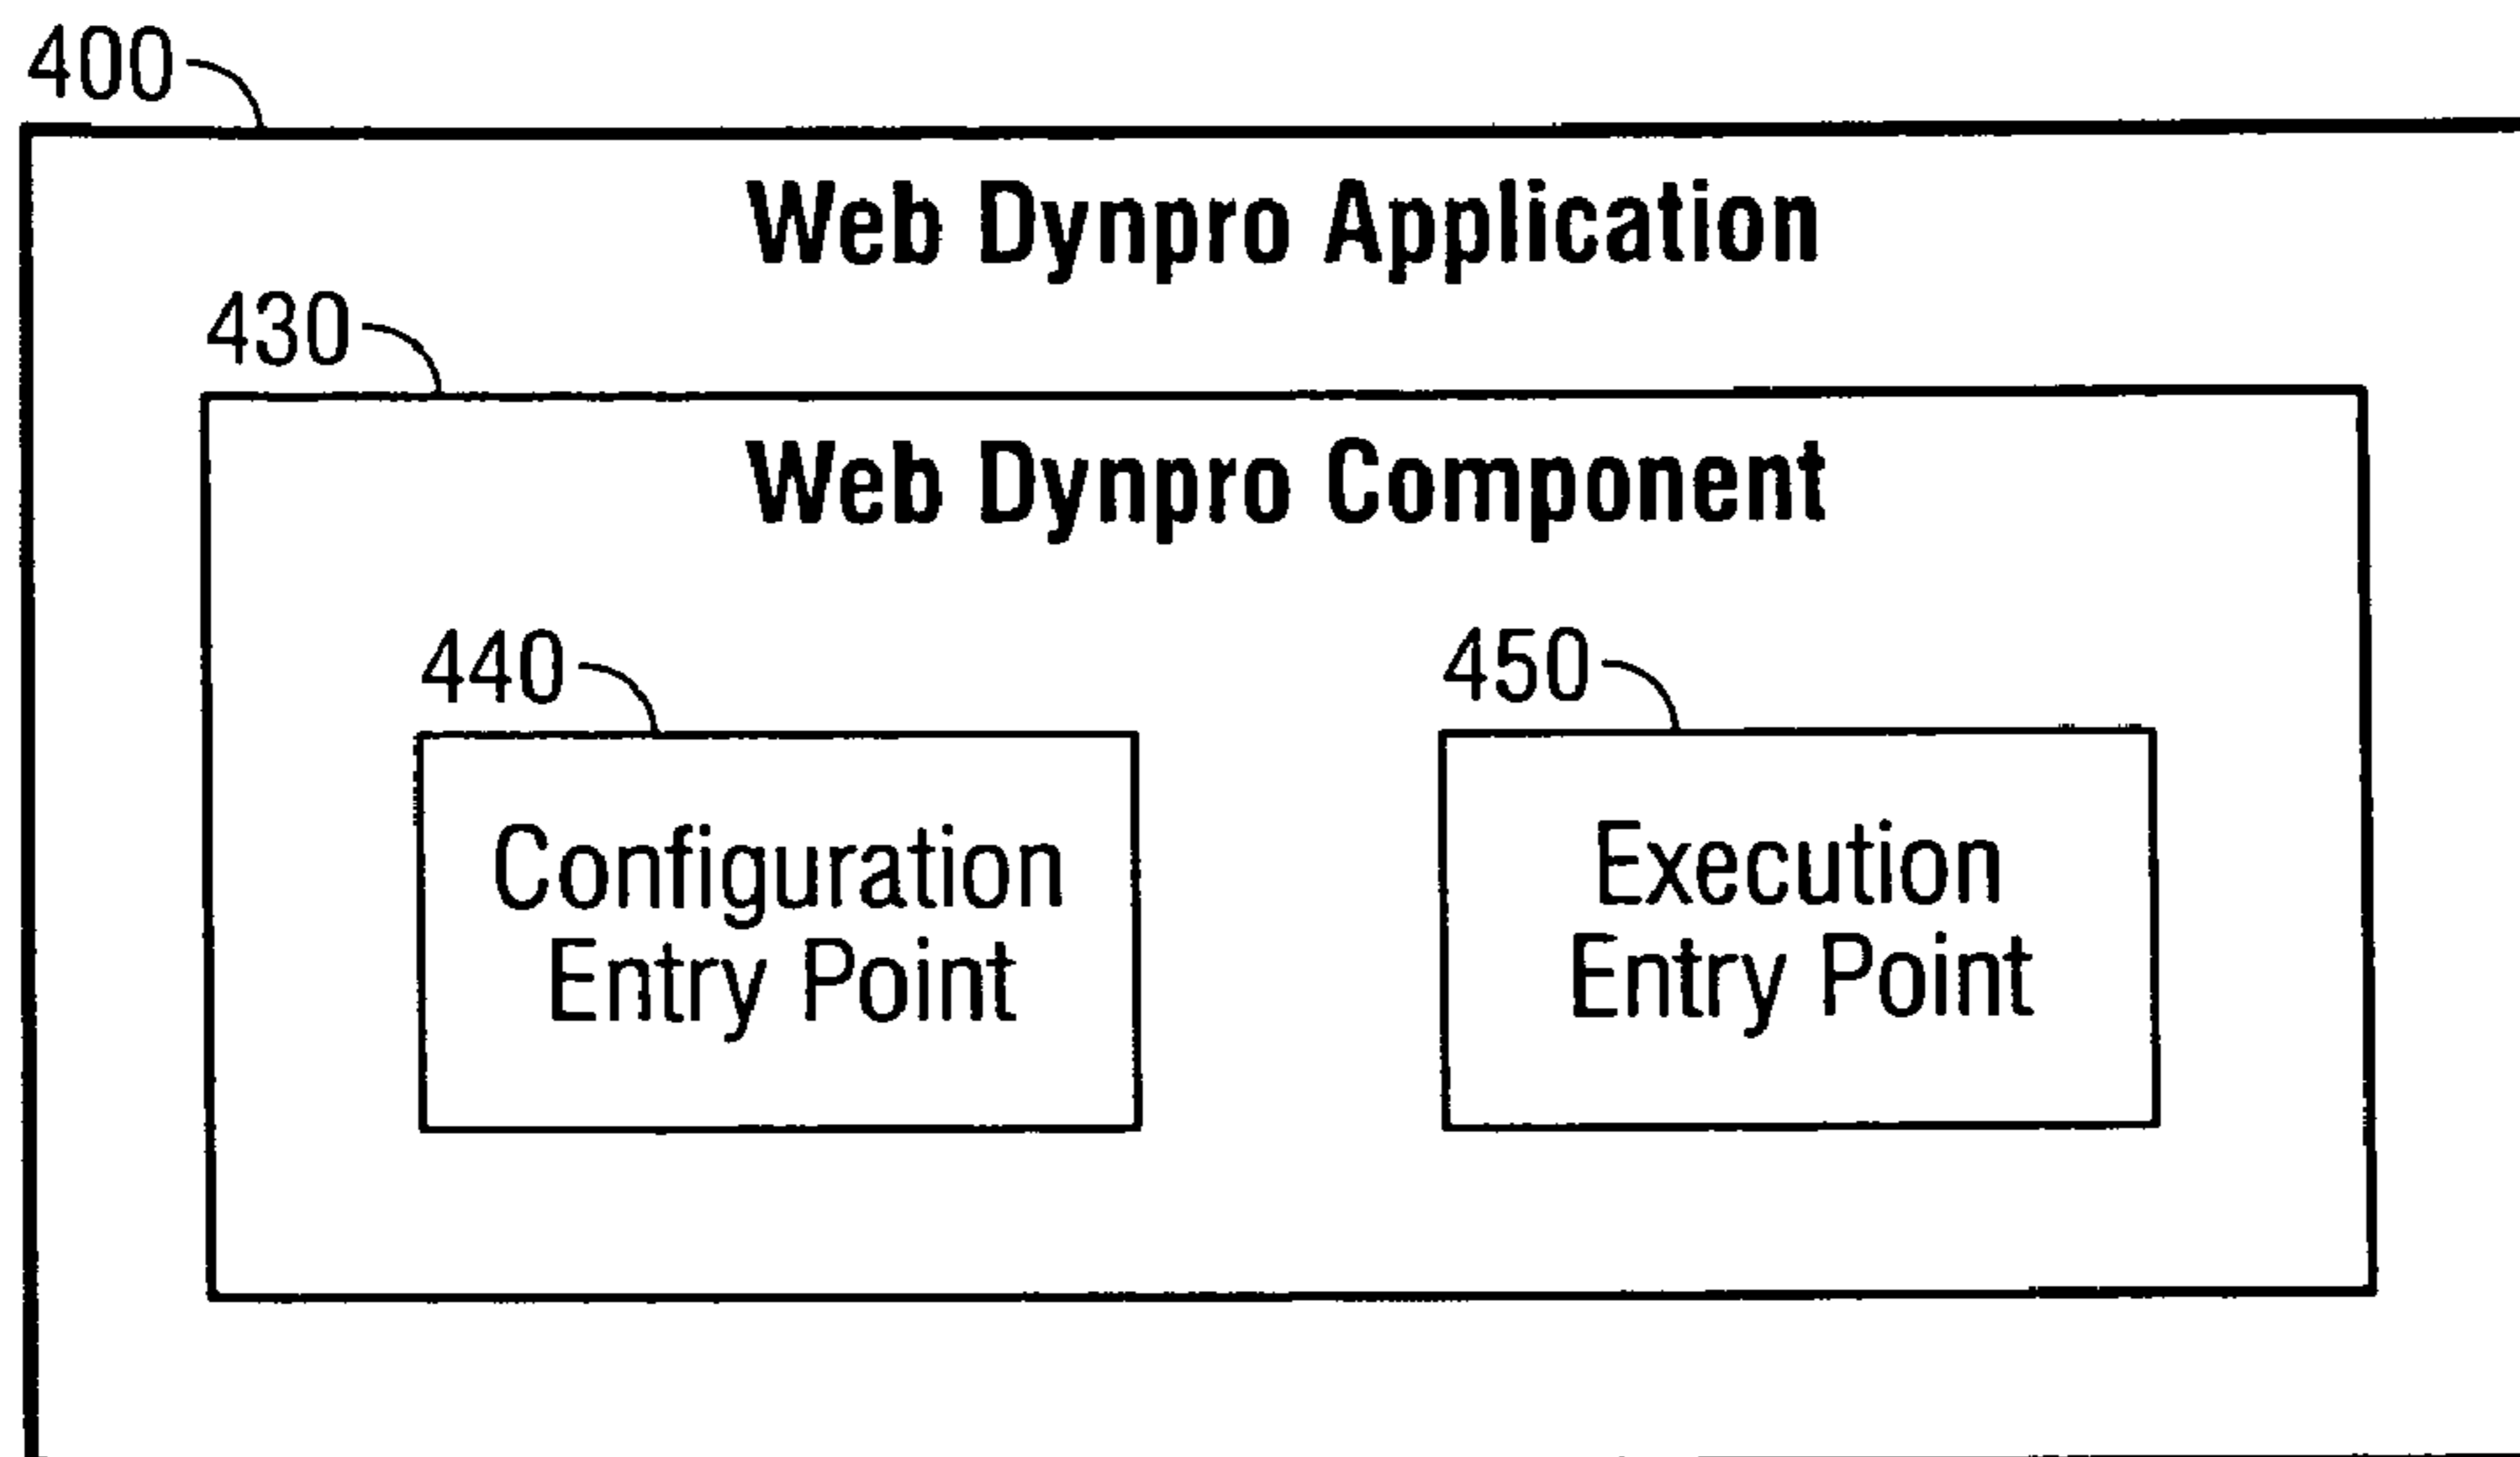 400
Web Dynpro Application
430
Web Dynpro Component
440
450
Configuration
Entry Point
Execution
Entry Point